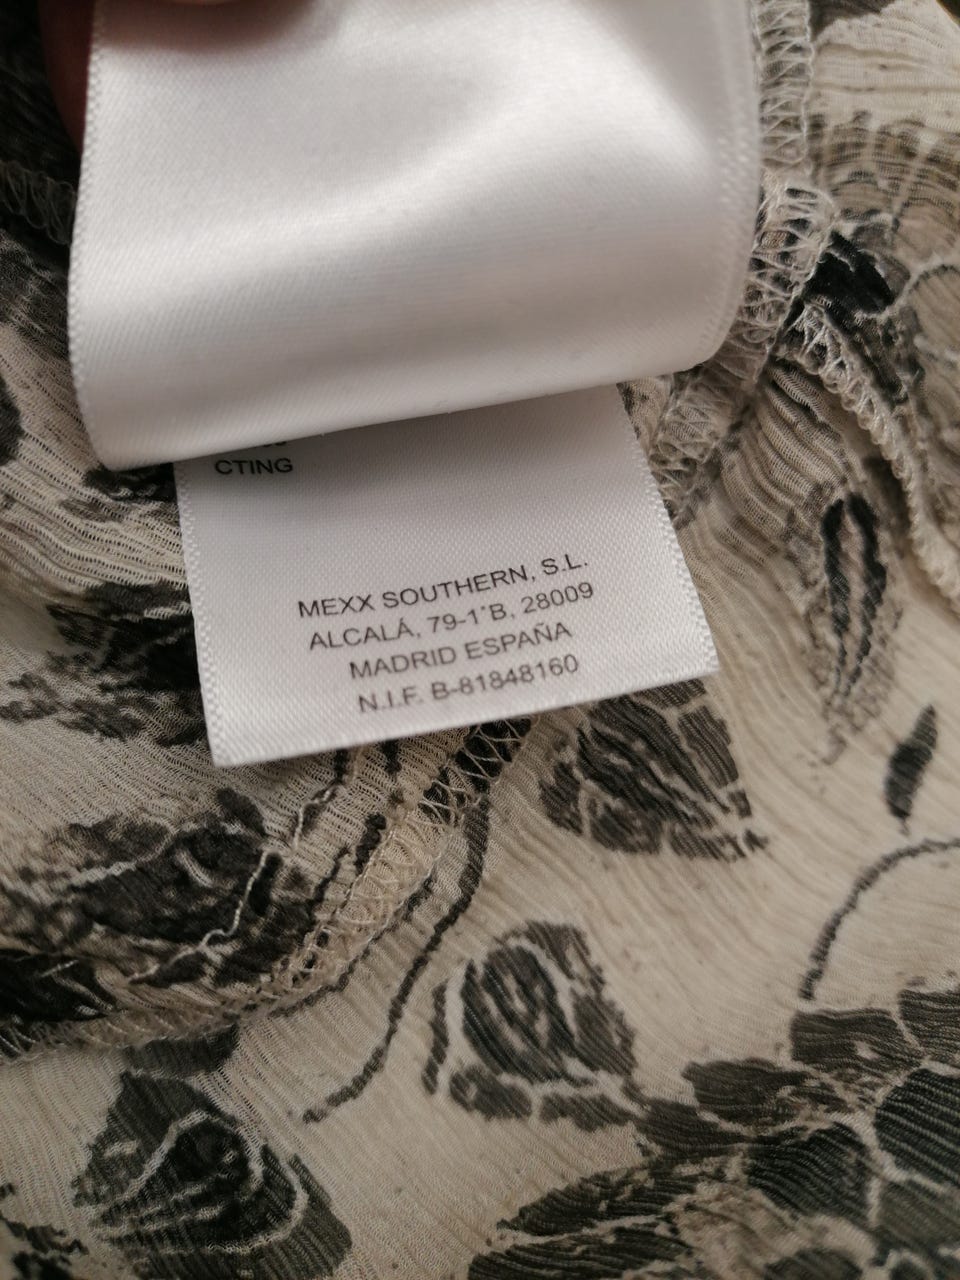 CTING
MEXX SOUTHERN, S.L.
ALCALÁ, 79-1°B, 28009
MADRID ESPAÑA
N.I.F. B-81848160